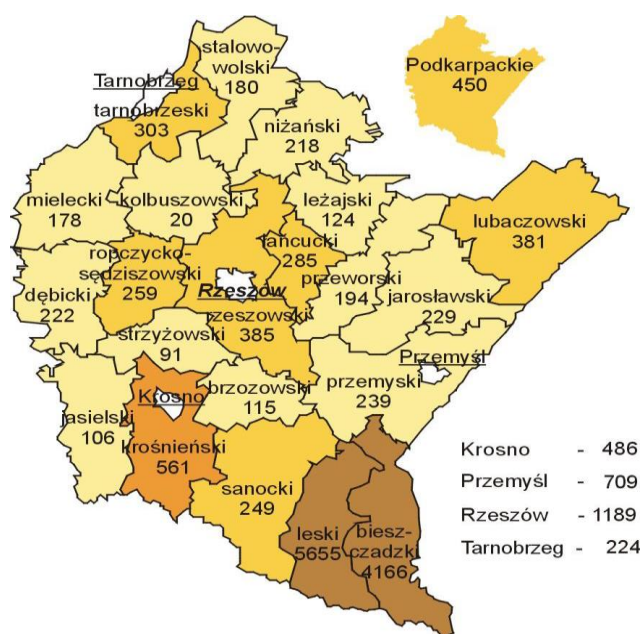 stalowo-
wolski
180
Podkarpackie
450
Tarnobrzeg
tarnobrzeski
303
niżański
218
mielecki
178
kolbuszowski
20
leżajski
124
lubaczowski
381
ropczycko-
sędziszowski
259
łańcucki
285
przeworski
194
jarosławski
229
dębicki
222
Rzeszów
rzeszowski
385
strzyżowski
91
Przemyśl
przemyski
239
brzozowski
115
Krosno
krośnieński
561
jasielski
106
sanocki
249
leski
5655
biesz-
czadzki
4166
Krosno - 486
Przemyśl - 709
Rzeszów - 1189
Tarnobrzeg - 224